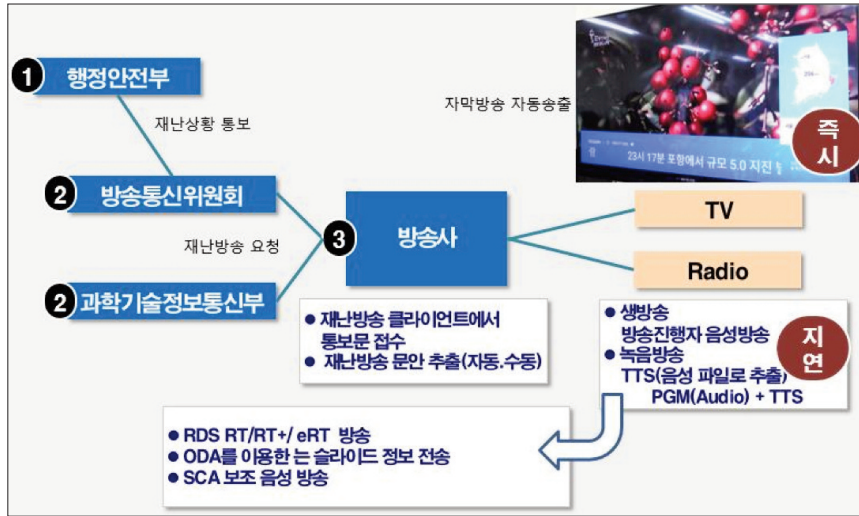 1 행정안전부
재난상황 통보
자막방송 자동송출
23시 17분 포항에서 규모 5.0 지진
즉
시
2 방송통신위원회
재난방송 요청
2 과학기술정보통신부
3 방송사
TV
Radio
● 재난방송 클라이언트에서
통보문 접수
● 재난방송 문안 추출(자동.수동)
● 생방송
방송진행자 음성방송
● 녹음방송
TTS(음성 파일로 추출)
PGM(Audio) + TTS
지
연
● RDS RT/RT+/ eRT 방송
● ODA를 이용한 는 슬라이드 정보 전송
● SCA 보조 음성 방송